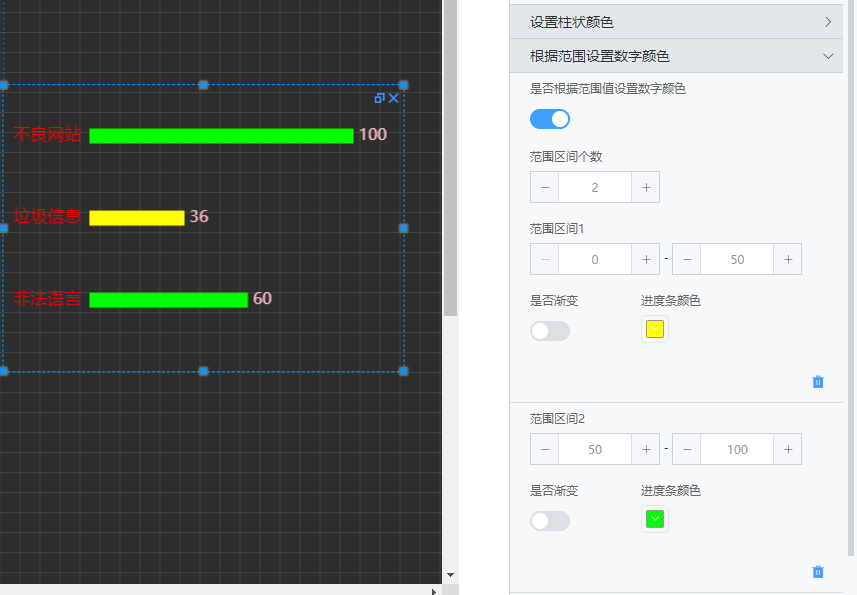 不良网站 100
垃圾信息 36
非法语言 60
设置柱状颜色
根据范围设置数字颜色
是否根据范围值设置数字颜色
范围区间个数
− 2 +
范围区间1
− 0 + - − 50 +
是否渐变 进度条颜色
范围区间2
− 50 + - − 100 +
是否渐变 进度条颜色